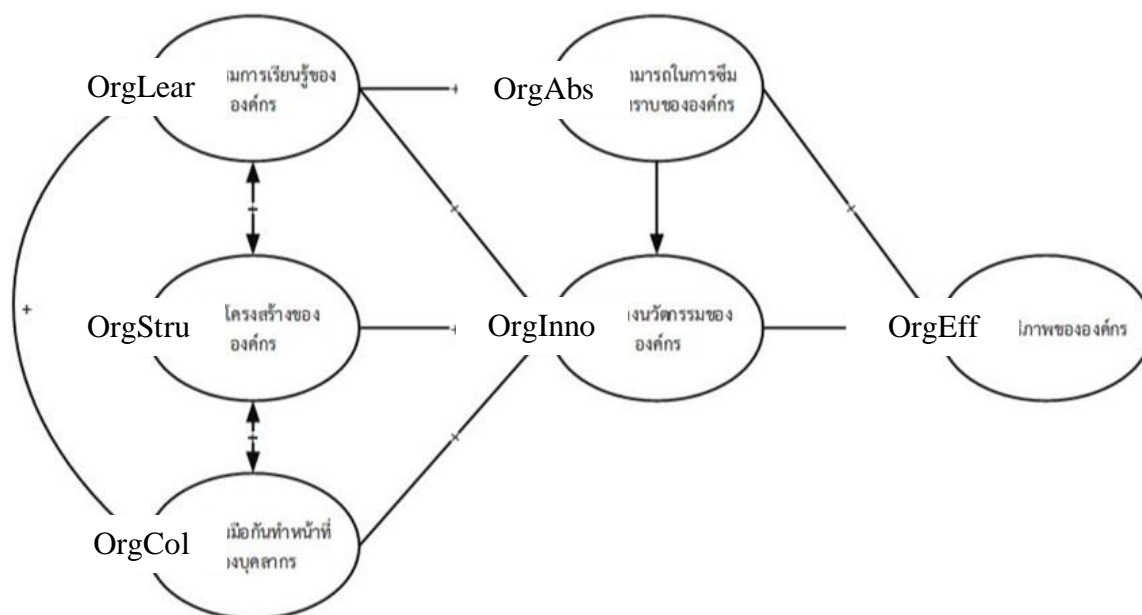 OrgLear
มการเรียนรู้ของ
องค์กร
OrgAbs
มารถในการซึม
ราบขององค์กร
OrgStru
โครงสร้างของ
องค์กร
OrgInno
งนวัตกรรมของ
องค์กร
OrgEff
ภาพขององค์กร
OrgCol
มือกันทำหน้าที่
องบุคลากร